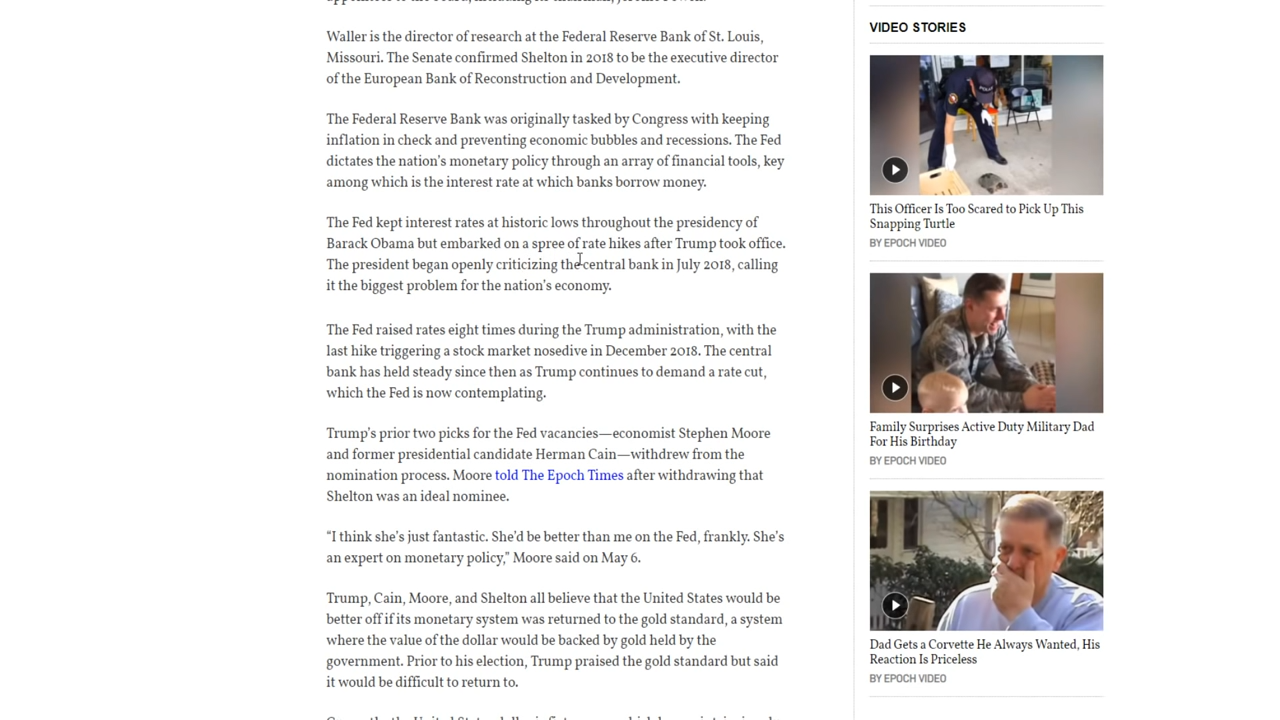 Waller is the director of research at the Federal Reserve Bank of St. Louis,
Missouri. The Senate confirmed Shelton in 2018 to be the executive director
of the European Bank of Reconstruction and Development.
The Federal Reserve Bank was originally tasked by Congress with keeping
inflation in check and preventing economic bubbles and recessions. The Fed
dictates the nation's monetary policy through an array of financial tools, key
among which is the interest rate at which banks borrow money.
The Fed kept interest rates at historic lows throughout the presidency of
Barack Obama but embarked on a spree of rate hikes after Trump took office.
The president began openly criticizing the central bank in July 2018, calling
it the biggest problem for the nation's economy.
The Fed raised rates eight times during the Trump administration, with the
last hike triggering a stock market nosedive in December 2018. The central
bank has held steady since then as Trump continues to demand a rate cut,
which the Fed is now contemplating.
Trump's prior two picks for the Fed vacancies—economist Stephen Moore
and former presidential candidate Herman Cain—withdrew from the
nomination process. Moore told The Epoch Times after withdrawing that
Shelton was an ideal nominee.
“I think she's just fantastic. She'd be better than me on the Fed, frankly. She's
an expert on monetary policy,” Moore said on May 6.
Trump, Cain, Moore, and Shelton all believe that the United States would be
better off if its monetary system was returned to the gold standard, a system
where the value of the dollar would be backed by gold held by the
government. Prior to his election, Trump praised the gold standard but said
it would be difficult to return to.
VIDEO STORIES
This Officer Is Too Scared to Pick Up This
Snapping Turtle
BY EPOCH VIDEO
Family Surprises Active Duty Military Dad
For His Birthday
BY EPOCH VIDEO
Dad Gets a Corvette He Always Wanted, His
Reaction Is Priceless
BY EPOCH VIDEO